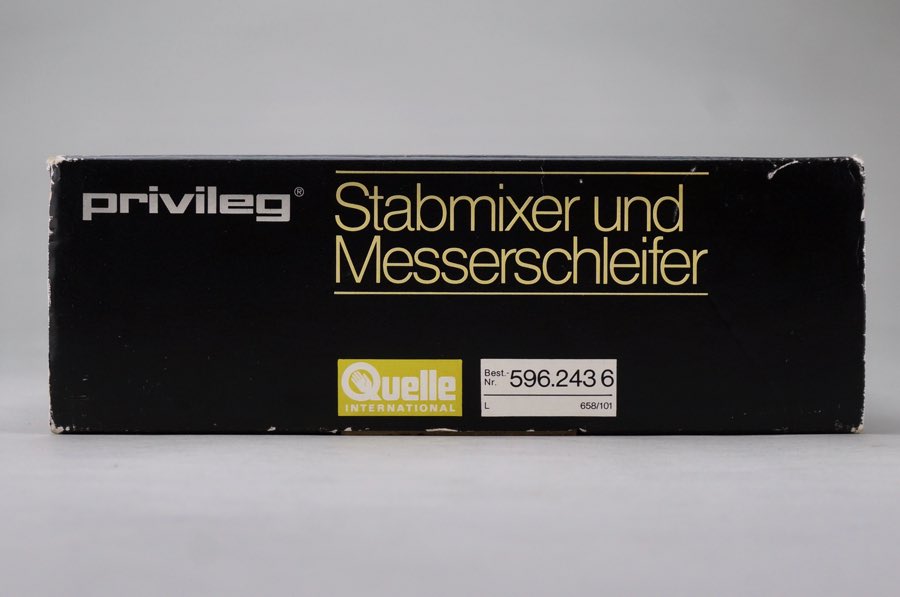 privileg®
Stabmixer und
Messerschleifer
Quelle
INTERNATIONAL
Best.-
Nr. 596.243 6
L 658/101